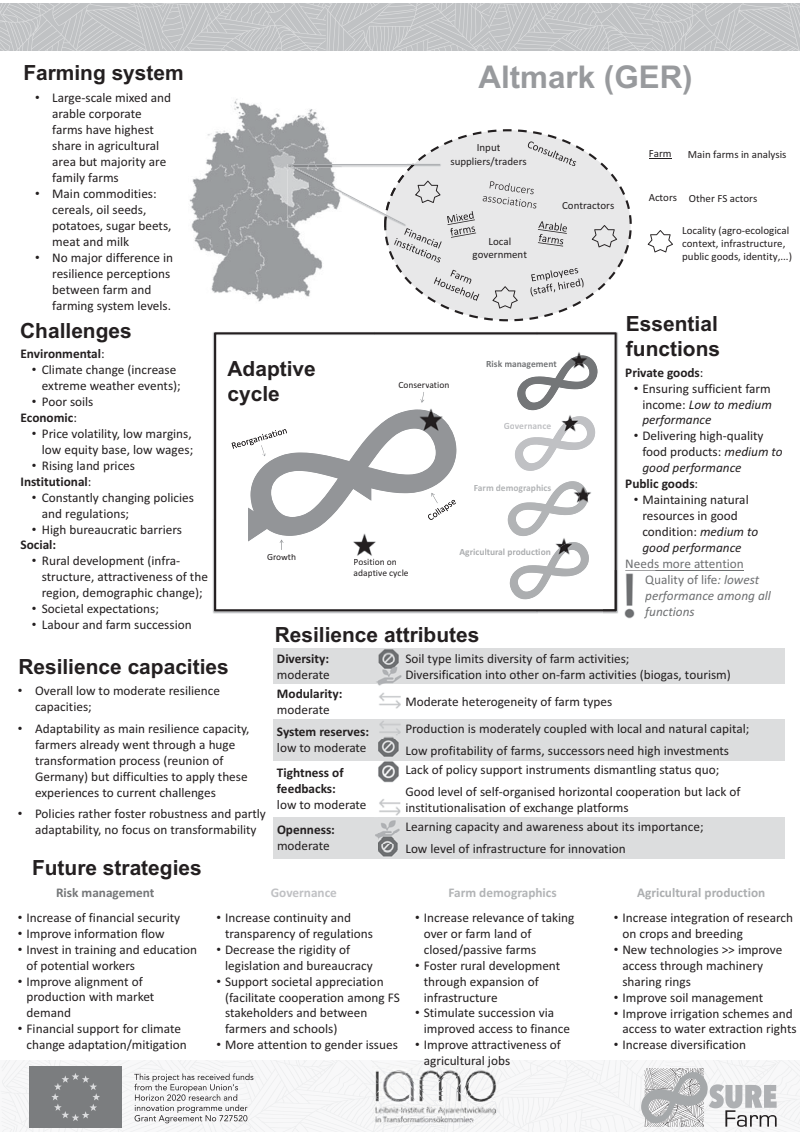 Farming system
• Large-scale mixed and
arable corporate
farms have highest
share in agricultural
area but majority are
family farms
• Main commodities:
cereals, oil seeds,
potatoes, sugar beets,
meat and milk
• No major difference in
resilience perceptions
between farm and
farming system levels.
Altmark (GER)
Input
suppliers/traders
Consultants
Producers
associations
Contractors
Mixed
farms
Arable
farms
Financial
institutions
Local
government
Farm
Household
Employees
(staff, hired)
Farm Main farms in analysis
Actors Other FS actors
Locality (agro-ecological
context, infrastructure,
public goods, identity,...)
Challenges
Environmental:
• Climate change (increase
extreme weather events);
• Poor soils
Economic:
• Price volatility, low margins,
low equity base, low wages;
• Rising land prices
Institutional:
• Constantly changing policies
and regulations;
• High bureaucratic barriers
Social:
• Rural development (infra-
structure, attractiveness of the
region, demographic change);
• Societal expectations;
• Labour and farm succession
Adaptive
cycle
Conservation
Reorganisation
Collapse
Growth
Position on
adaptive cycle
Risk management
Governance
Farm demographics
Agricultural production
Essential
functions
Private goods:
• Ensuring sufficient farm
income: Low to medium
performance
• Delivering high-quality
food products: medium to
good performance
Public goods:
• Maintaining natural
resources in good
condition: medium to
good performance
Needs more attention
Quality of life: lowest
performance among all
functions
Resilience capacities
• Overall low to moderate resilience
capacities;
• Adaptability as main resilience capacity,
farmers already went through a huge
transformation process (reunion of
Germany) but difficulties to apply these
experiences to current challenges
• Policies rather foster robustness and partly
adaptability, no focus on transformability
Resilience attributes
Diversity:
moderate
Soil type limits diversity of farm activities;
Diversification into other on-farm activities (biogas, tourism)
Modularity:
moderate
Moderate heterogeneity of farm types
System reserves:
low to moderate
Production is moderately coupled with local and natural capital;
Low profitability of farms, successors need high investments
Tightness of
feedbacks:
low to moderate
Lack of policy support instruments dismantling status quo;
Good level of self-organised horizontal cooperation but lack of
institutionalisation of exchange platforms
Openness:
moderate
Learning capacity and awareness about its importance;
Low level of infrastructure for innovation
Future strategies
Risk management
• Increase of financial security
• Improve information flow
• Invest in training and education
of potential workers
• Improve alignment of
production with market
demand
• Financial support for climate
change adaptation/mitigation
Governance
• Increase continuity and
transparency of regulations
• Decrease the rigidity of
legislation and bureaucracy
• Support societal appreciation
(facilitate cooperation among FS
stakeholders and between
farmers and schools)
• More attention to gender issues
Farm demographics
• Increase relevance of taking
over or farm land of
closed/passive farms
• Foster rural development
through expansion of
infrastructure
• Stimulate succession via
improved access to finance
• Improve attractiveness of
agricultural jobs
Agricultural production
• Increase integration of research
on crops and breeding
• New technologies >> improve
access through machinery
sharing rings
• Improve soil management
• Improve irrigation schemes and
access to water extraction rights
• Increase diversification
This project has received funds
from the European Union's
Horizon 2020 research and
innovation programme under
Grant Agreement No 727520
iamo
Leibniz-Institut für Agrarentwicklung
in Transformationsökonomien
SURE
Farm